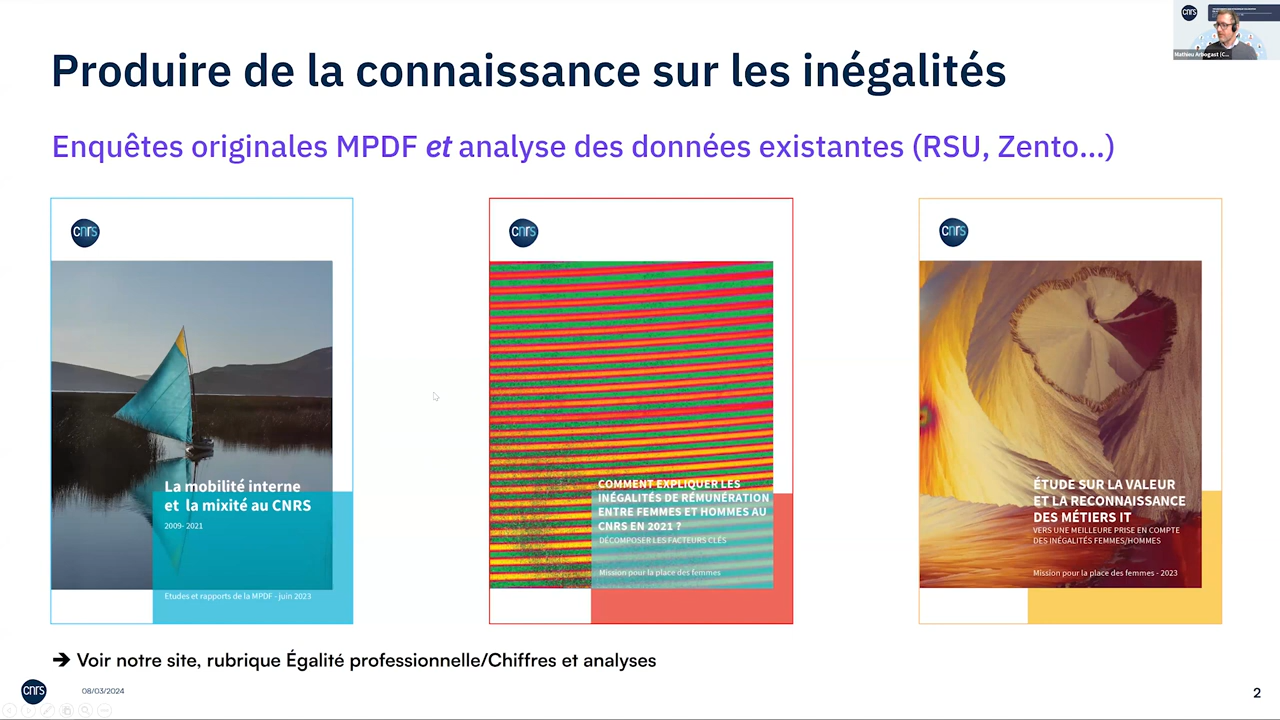 cnrs
Mathieu Arbogast (C...
Produire de la connaissance sur les inégalités
Enquêtes originales MPDF et analyse des données existantes (RSU, Zento...)
cnrs
La mobilité interne
et la mixité au CNRS
2009- 2021
Etudes et rapports de la MPDF - juin 2023
cnrs
COMMENT EXPLIQUER LES
INÉGALITÉS DE RÉMUNÉRATION
ENTRE FEMMES ET HOMMES AU
CNRS EN 2021 ?
DÉCOMPOSER LES FACTEURS CLÉS
Mission pour la place des femmes
cnrs
ÉTUDE SUR LA VALEUR
ET LA RECONNAISSANCE
DES MÉTIERS IT
VERS UNE MEILLEURE PRISE EN COMPTE
DES INÉGALITÉS FEMMES/HOMMES
Mission pour la place des femmes - 2023
➔ Voir notre site, rubrique Égalité professionnelle/Chiffres et analyses
cnrs
08/03/2024
2